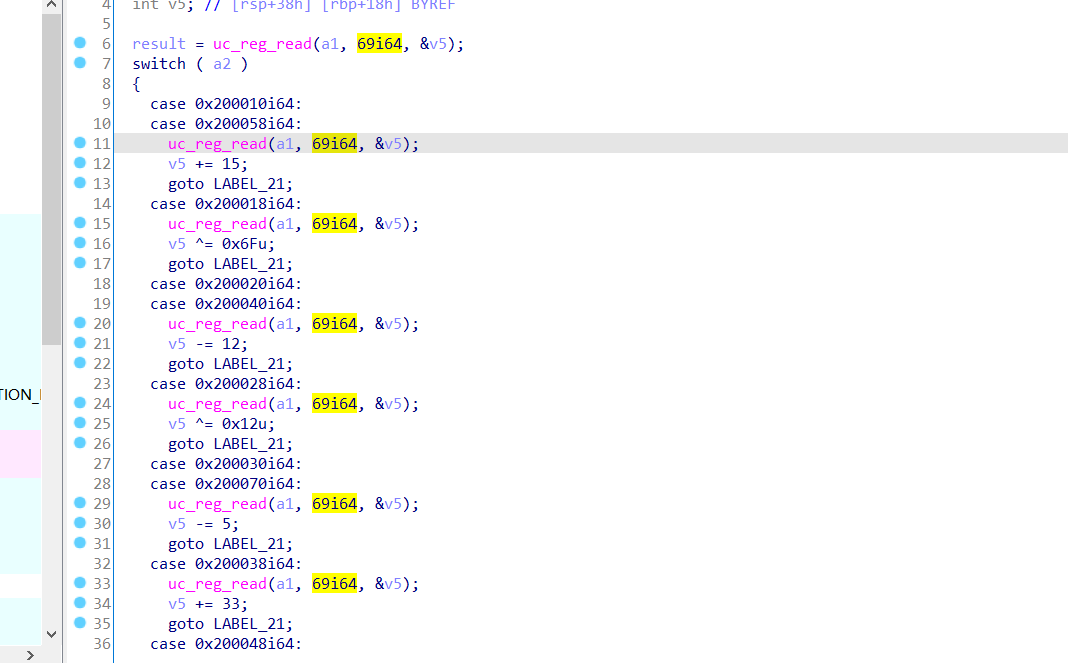 4 int v5; // [rsp+38h] [rbp+18h] BYREF
5
6 result = uc_reg_read(a1, 69i64, &v5);
7 switch ( a2 )
8 {
9 case 0x200010i64:
10 case 0x200058i64:
11 uc_reg_read(a1, 69i64, &v5);
12 v5 += 15;
13 goto LABEL_21;
14 case 0x200018i64:
15 uc_reg_read(a1, 69i64, &v5);
16 v5 ^= 0x6Fu;
17 goto LABEL_21;
18 case 0x200020i64:
19 case 0x200040i64:
20 uc_reg_read(a1, 69i64, &v5);
21 v5 -= 12;
22 goto LABEL_21;
23 case 0x200028i64:
TION_
24 uc_reg_read(a1, 69i64, &v5);
25 v5 ^= 0x12u;
26 goto LABEL_21;
27 case 0x200030i64:
28 case 0x200070i64:
29 uc_reg_read(a1, 69i64, &v5);
30 v5 -= 5;
31 goto LABEL_21;
32 case 0x200038i64:
33 uc_reg_read(a1, 69i64, &v5);
34 v5 += 33;
35 goto LABEL_21;
36 case 0x200048i64: